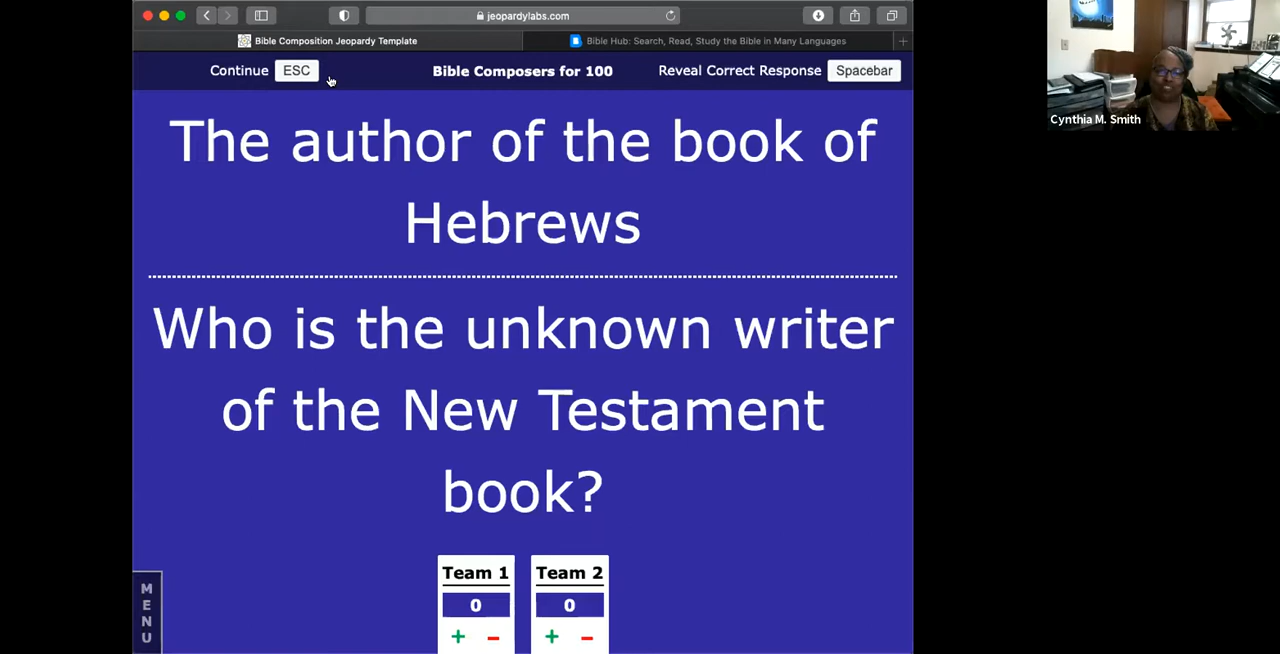 jeopardylabs.com
Bible Composition Jeopardy Template
Bible Hub: Search, Read, Study the Bible in Many Languages
Continue ESC
Bible Composers for 100
Reveal Correct Response Spacebar
The author of the book of
Hebrews
Who is the unknown writer
of the New Testament
book?
Team 1 Team 2
0 0
+ − + −
MENU
Cynthia M. Smith